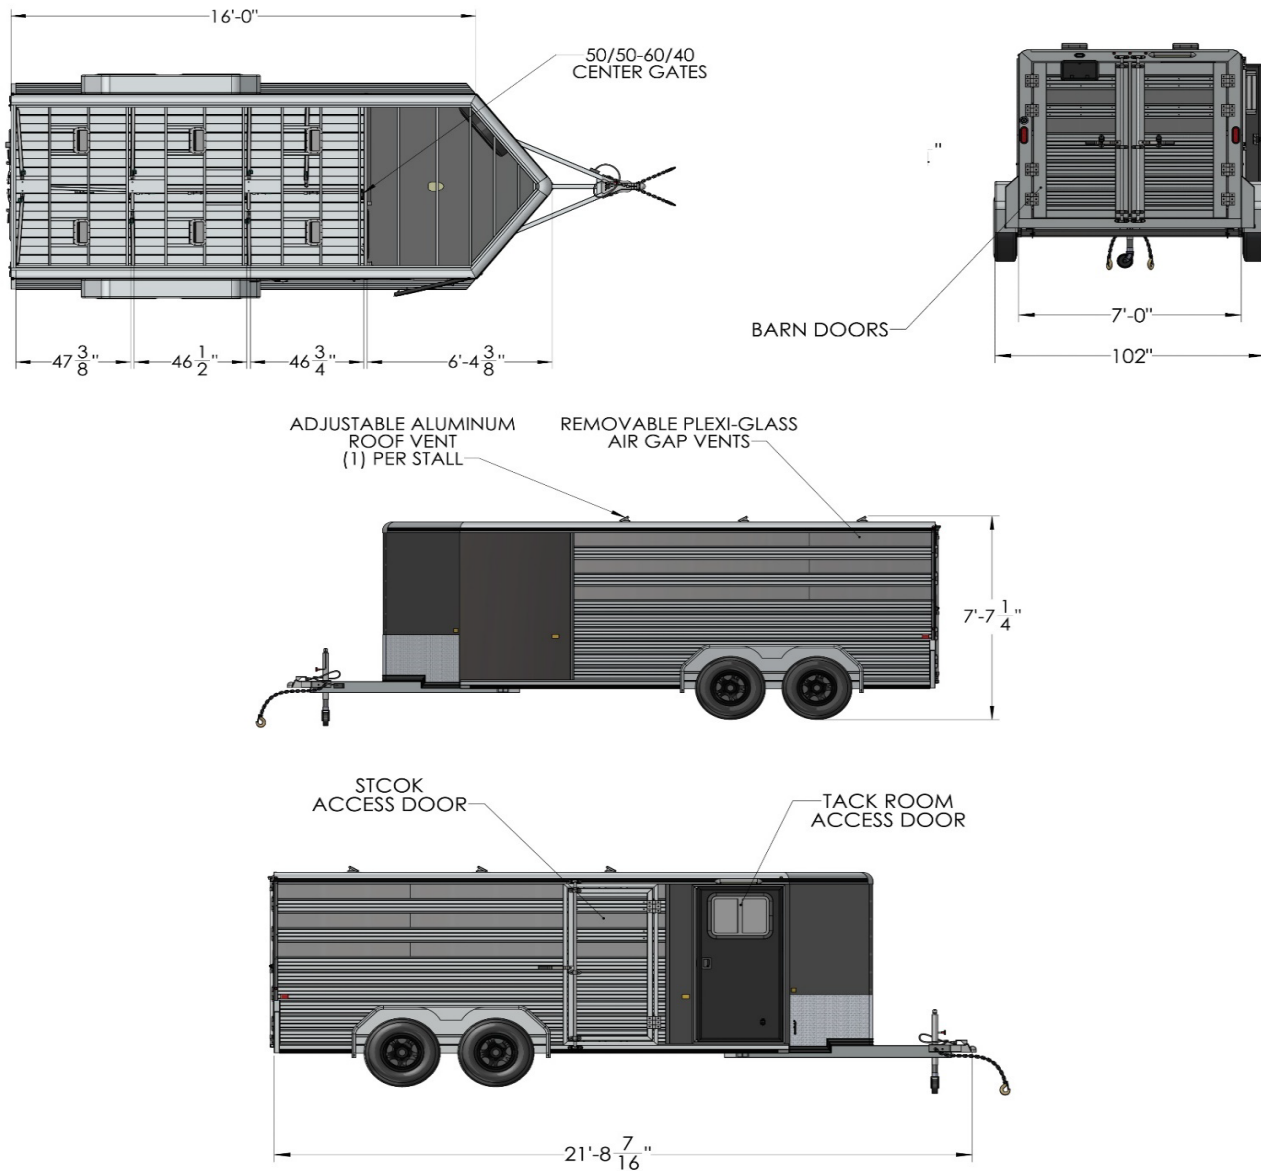 16'-0"
50/50-60/40
CENTER GATES
"
BARN DOORS
7'-0"
102"
47 3/8"
46 1/2"
46 3/4"
6'-4 3/8
ADJUSTABLE ALUMINUM
ROOF VENT
(1) PER STALL
REMOVABLE PLEXI-GLASS
AIR GAP VENTS
7'-7 1/4"
STCOK
ACCESS DOOR
TACK ROOM
ACCESS DOOR
21'-8 7/16"